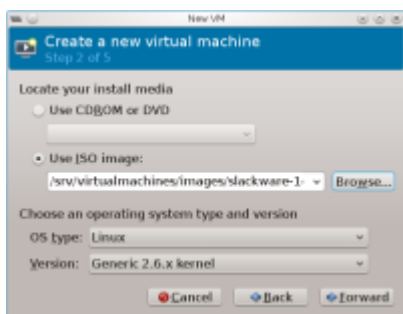 New VM
Create a new virtual machine
Step 2 of 5
Locate your install media
Use CDROM or DVD
Use ISO image:
/srv/virtualmachines/images/slackware-1
Browse...
Choose an operating system type and version
OS type: Linux
Version: Generic 2.6.x kernel
Cancel Back Forward